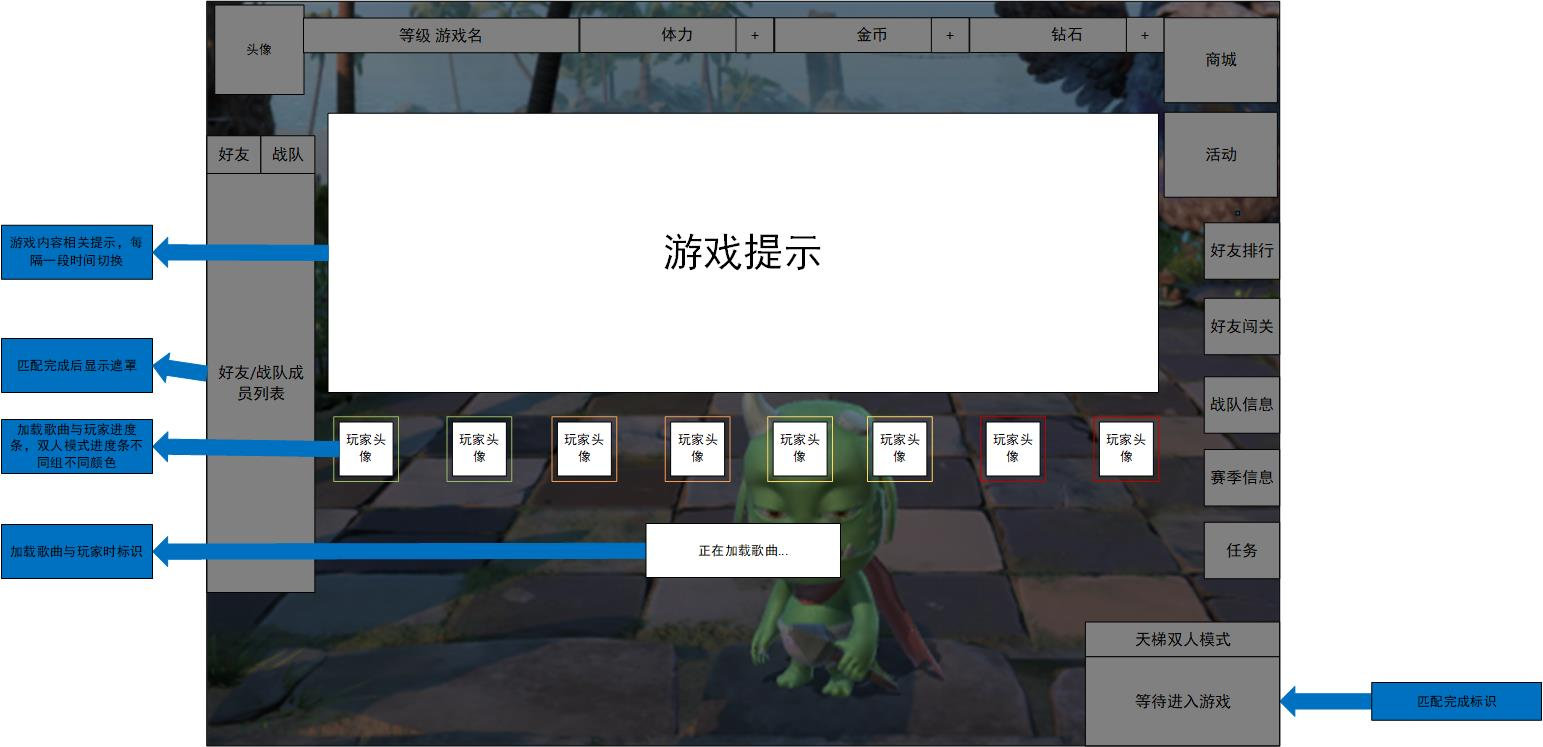 头像
等级 游戏名
体力
+
金币
+
钻石
+
商城
活动
好友
战队
游戏提示
游戏内容相关提示，每
隔一段时间切换
好友排行
好友闯关
匹配完成后显示遮罩
好友/战队成
员列表
战队信息
加载歌曲与玩家进度
条，双人模式进度条不
同组不同颜色
玩家头
像
玩家头
像
玩家头
像
玩家头
像
玩家头
像
玩家头
像
玩家头
像
玩家头
像
赛季信息
加载歌曲与玩家时标识
正在加载歌曲...
任务
天梯双人模式
等待进入游戏
匹配完成标识